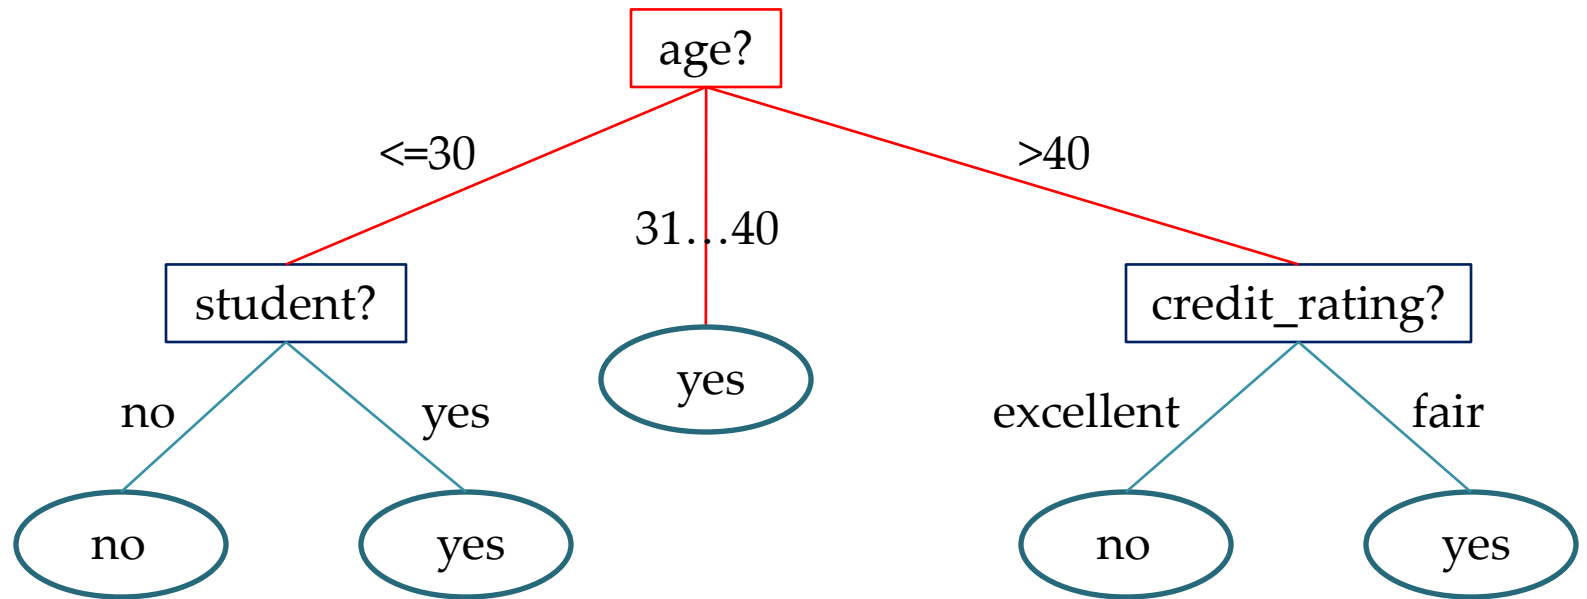 age?
<=30
>40
31…40
student?
credit_rating?
yes
no
yes
excellent
fair
no
yes
no
yes